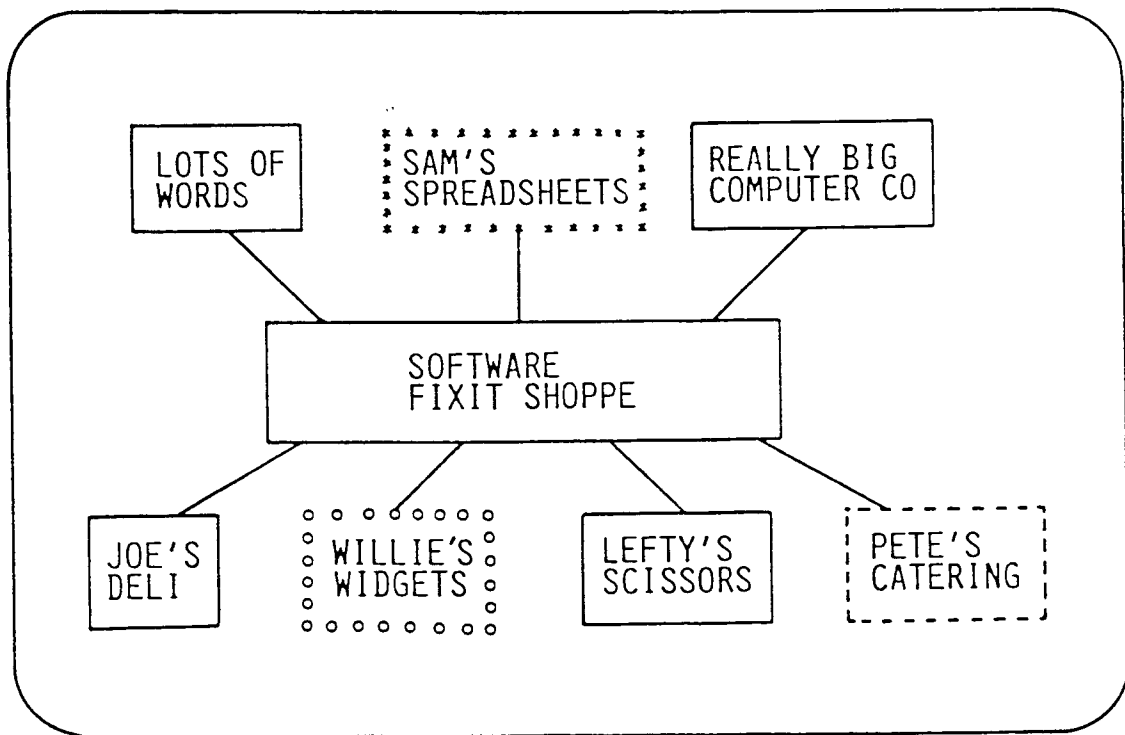 LOTS OF
WORDS
SAM'S
SPREADSHEETS
REALLY BIG
COMPUTER CO
SOFTWARE
FIXIT SHOPPE
JOE'S
DELI
WILLIE'S
WIDGETS
LEFTY'S
SCISSORS
PETE'S
CATERING